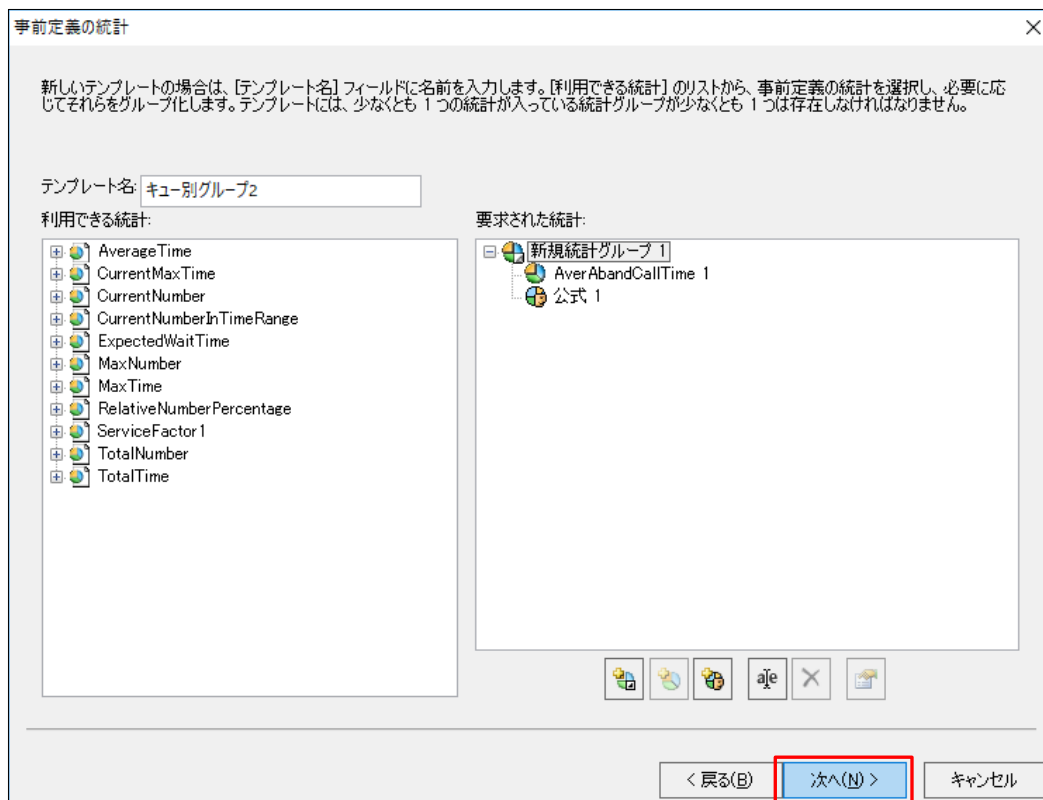 事前定義の統計
新しいテンプレートの場合は、[テンプレート名] フィールドに名前を入力します。[利用できる統計] のリストから、事前定義の統計を選択し、必要に応
じてそれらをグループ化します。テンプレートには、少なくとも 1 つの統計が入っている統計グループが少なくとも 1 つは存在しなければなりません。
テンプレート名: キュー別グループ2
利用できる統計:
AverageTime
CurrentMaxTime
CurrentNumber
CurrentNumberInTimeRange
ExpectedWaitTime
MaxNumber
MaxTime
RelativeNumberPercentage
ServiceFactor1
TotalNumber
TotalTime
要求された統計:
新規統計グループ 1
AverAbandCallTime 1
公式 1
< 戻る(B)
次へ(N) >
キャンセル